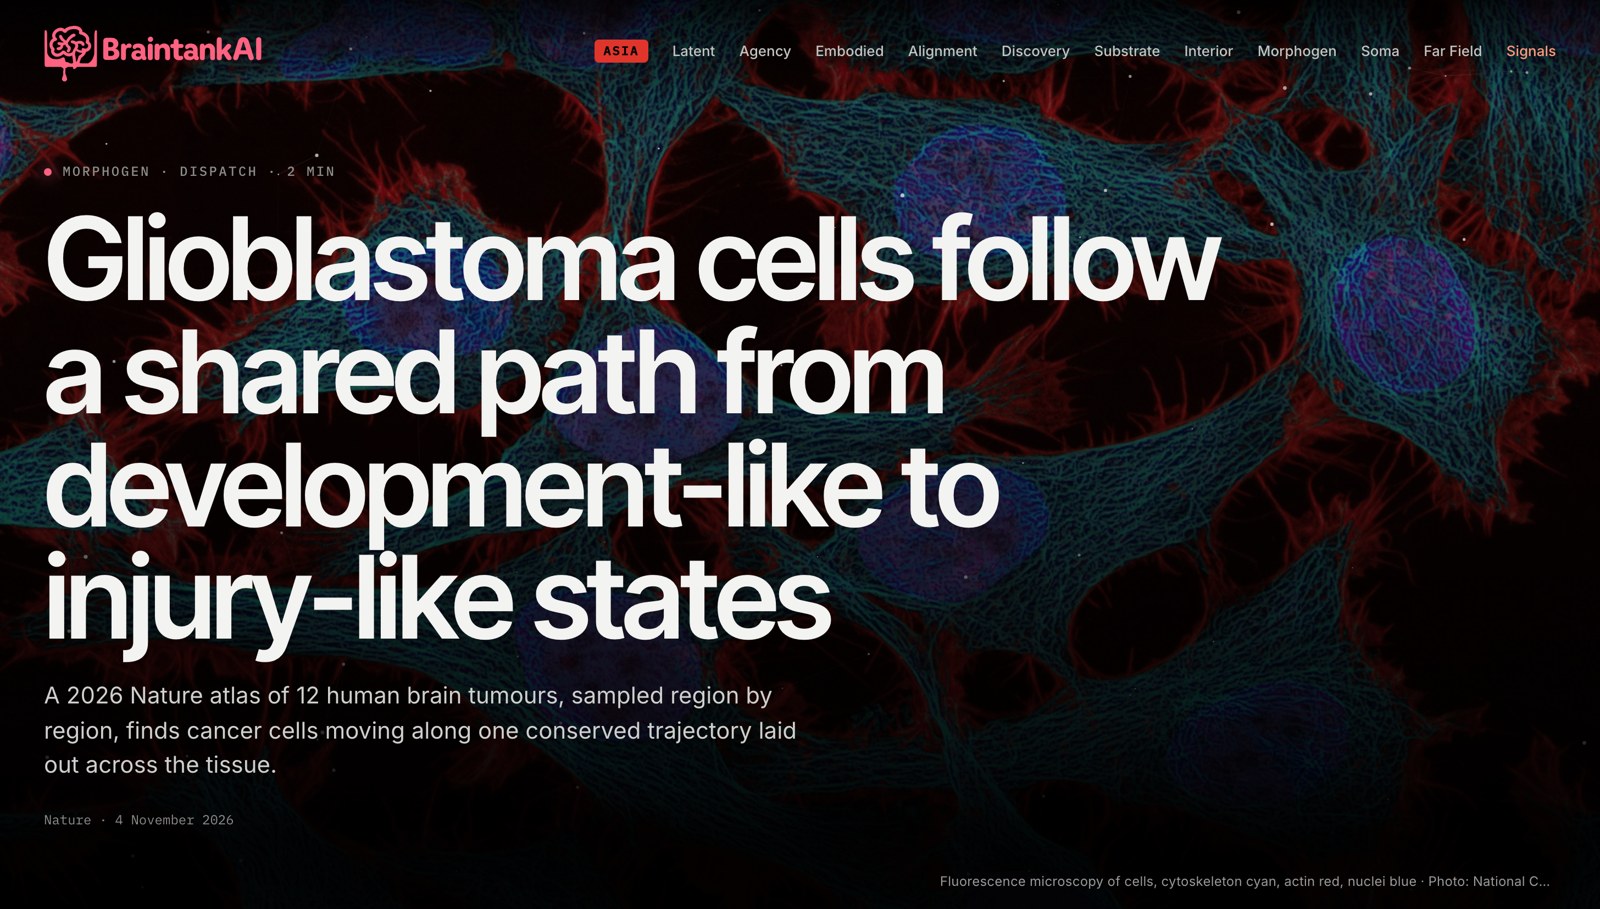 BraintankAI
ASIA Latent Agency Embodied Alignment Discovery Substrate Interior Morphogen Soma Far Field Signals
MORPHOGEN · DISPATCH · 2 MIN
Glioblastoma cells follow
a shared path from
development-like to
injury-like states
A 2026 Nature atlas of 12 human brain tumours, sampled region by
region, finds cancer cells moving along one conserved trajectory laid
out across the tissue.
Nature · 4 November 2026
Fluorescence microscopy of cells, cytoskeleton cyan, actin red, nuclei blue · Photo: National C...